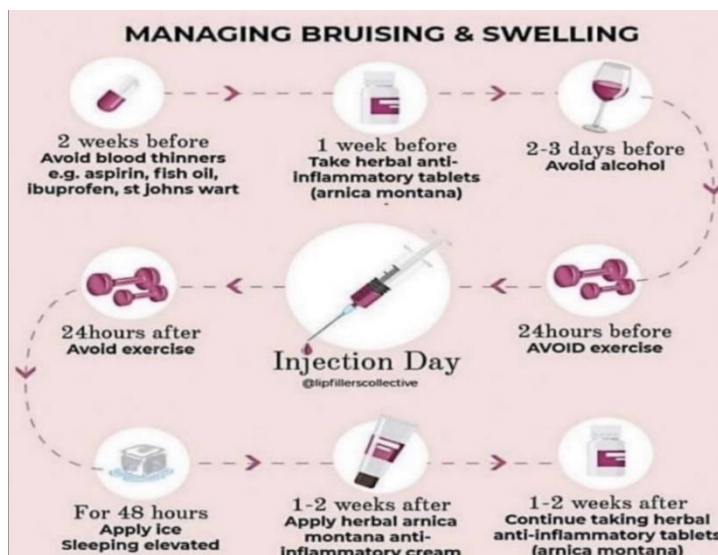 MANAGING BRUISING & SWELLING
2 weeks before
Avoid blood thinners
e.g. aspirin, fish oil,
ibuprofen, st johns wart
1 week before
Take herbal anti-
inflammatory tablets
(arnica montana)
2-3 days before
Avoid alcohol
24hours before
AVOID exercise
Injection Day
@lipfillerscollective
24hours after
Avoid exercise
For 48 hours
Apply ice
Sleeping elevated
1-2 weeks after
Apply herbal arnica
montana anti-
inflammatory cream
1-2 weeks after
Continue taking herbal
anti-inflammatory tablets
(arnica montana)